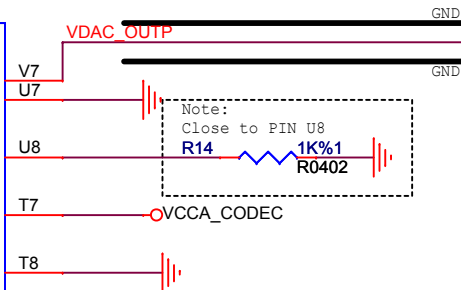 GND
VDAC_OUTP
GND
V7
U7
Note:
Close to PIN U8
U8
R14
1K%1
R0402
T7
VCCA_CODEC
T8